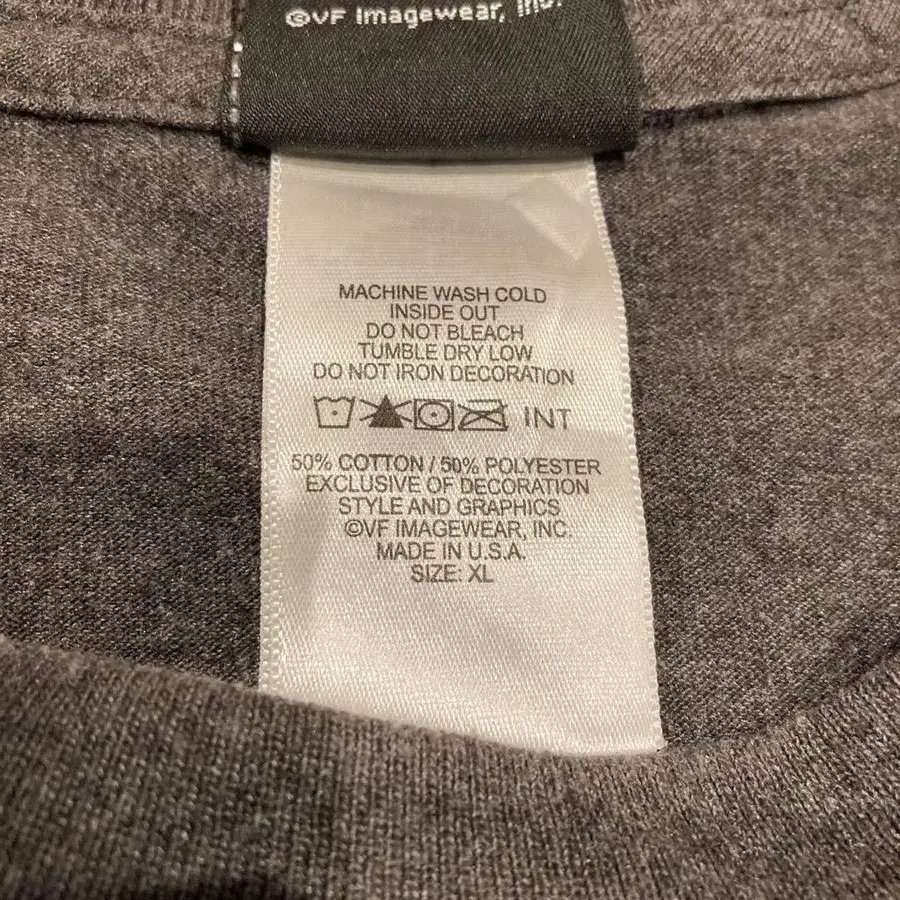 ©VF Imagewear, Inc.
MACHINE WASH COLD
INSIDE OUT
DO NOT BLEACH
TUMBLE DRY LOW
DO NOT IRON DECORATION
INT
50% COTTON / 50% POLYESTER
EXCLUSIVE OF DECORATION
STYLE AND GRAPHICS
©VF IMAGEWEAR, INC.
MADE IN U.S.A.
SIZE: XL